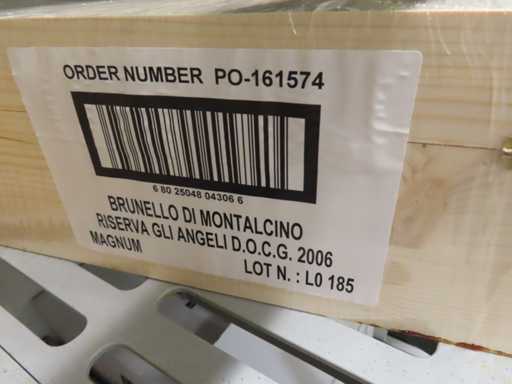 ORDER NUMBER PO-161574
6 80 25048 04306 6
BRUNELLO DI MONTALCINO
RISERVA GLI ANGELI D.O.C.G. 2006
MAGNUM
LOT N. : L0 185